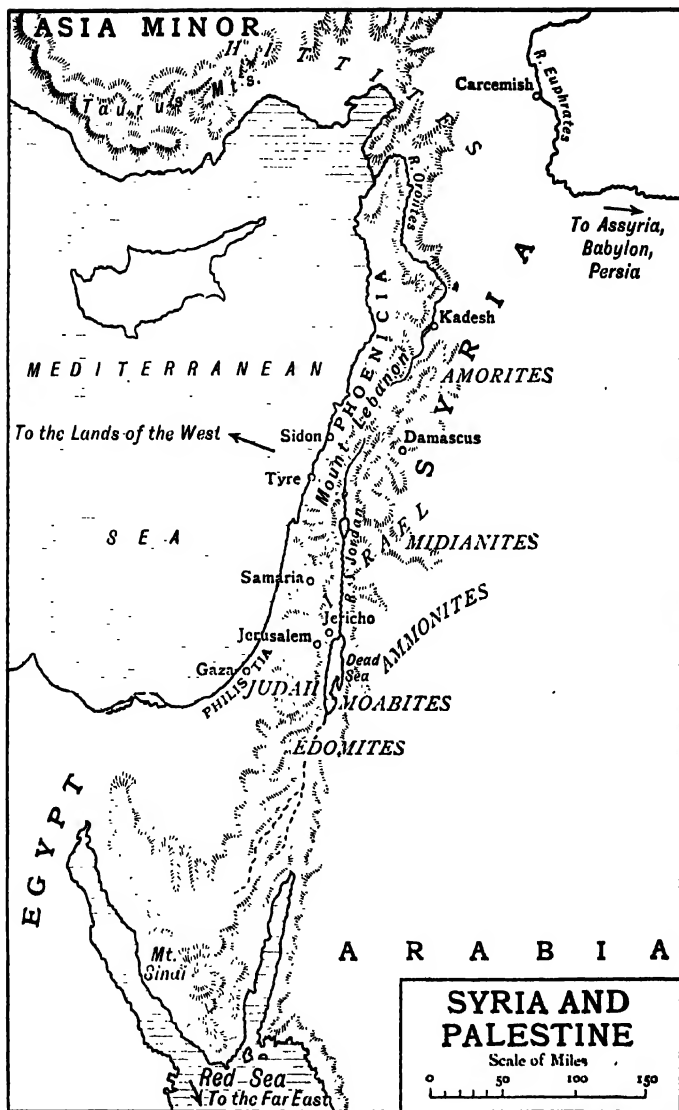 ASIA MINOR
HITTITES
Taurus Mts.
Carcemish
R. Euphrates
To Assyria,
Babylon,
Persia
R. Orontes
SYRIA
PHOENICIA
Kadesh
Mount Lebanon
AMORITES
MEDITERRANEAN
SEA
To the Lands of the West
Sidon
Damascus
Tyre
ISRAEL
R. Jordan
MIDIANITES
Samaria
Jericho
Jerusalem
AMMONITES
Dead
Sea
Gaza
PHILISTIA
JUDAH
MOABITES
EDOMITES
EGYPT
Mt.
Sinai
ARABIA
Red Sea
To the Far East
SYRIA AND
PALESTINE
Scale of Miles
0 50 100 150